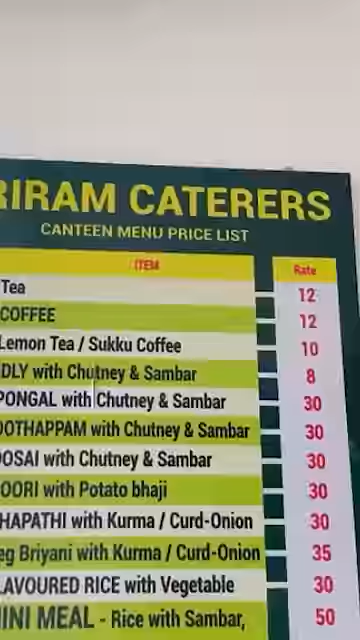 RIRAM CATERERS
CANTEEN MENU PRICE LIST
ITEM Rate
Tea 12
COFFEE 12
Lemon Tea / Sukku Coffee 10
DLY with Chutney & Sambar 8
PONGAL with Chutney & Sambar 30
OOTHAPPAM with Chutney & Sambar 30
OOSAI with Chutney & Sambar 30
OORI with Potato bhaji 30
HAPATHI with Kurma / Curd-Onion 30
eg Briyani with Kurma / Curd-Onion 35
LAVOURED RICE with Vegetable 30
INI MEAL - Rice with Sambar, 50